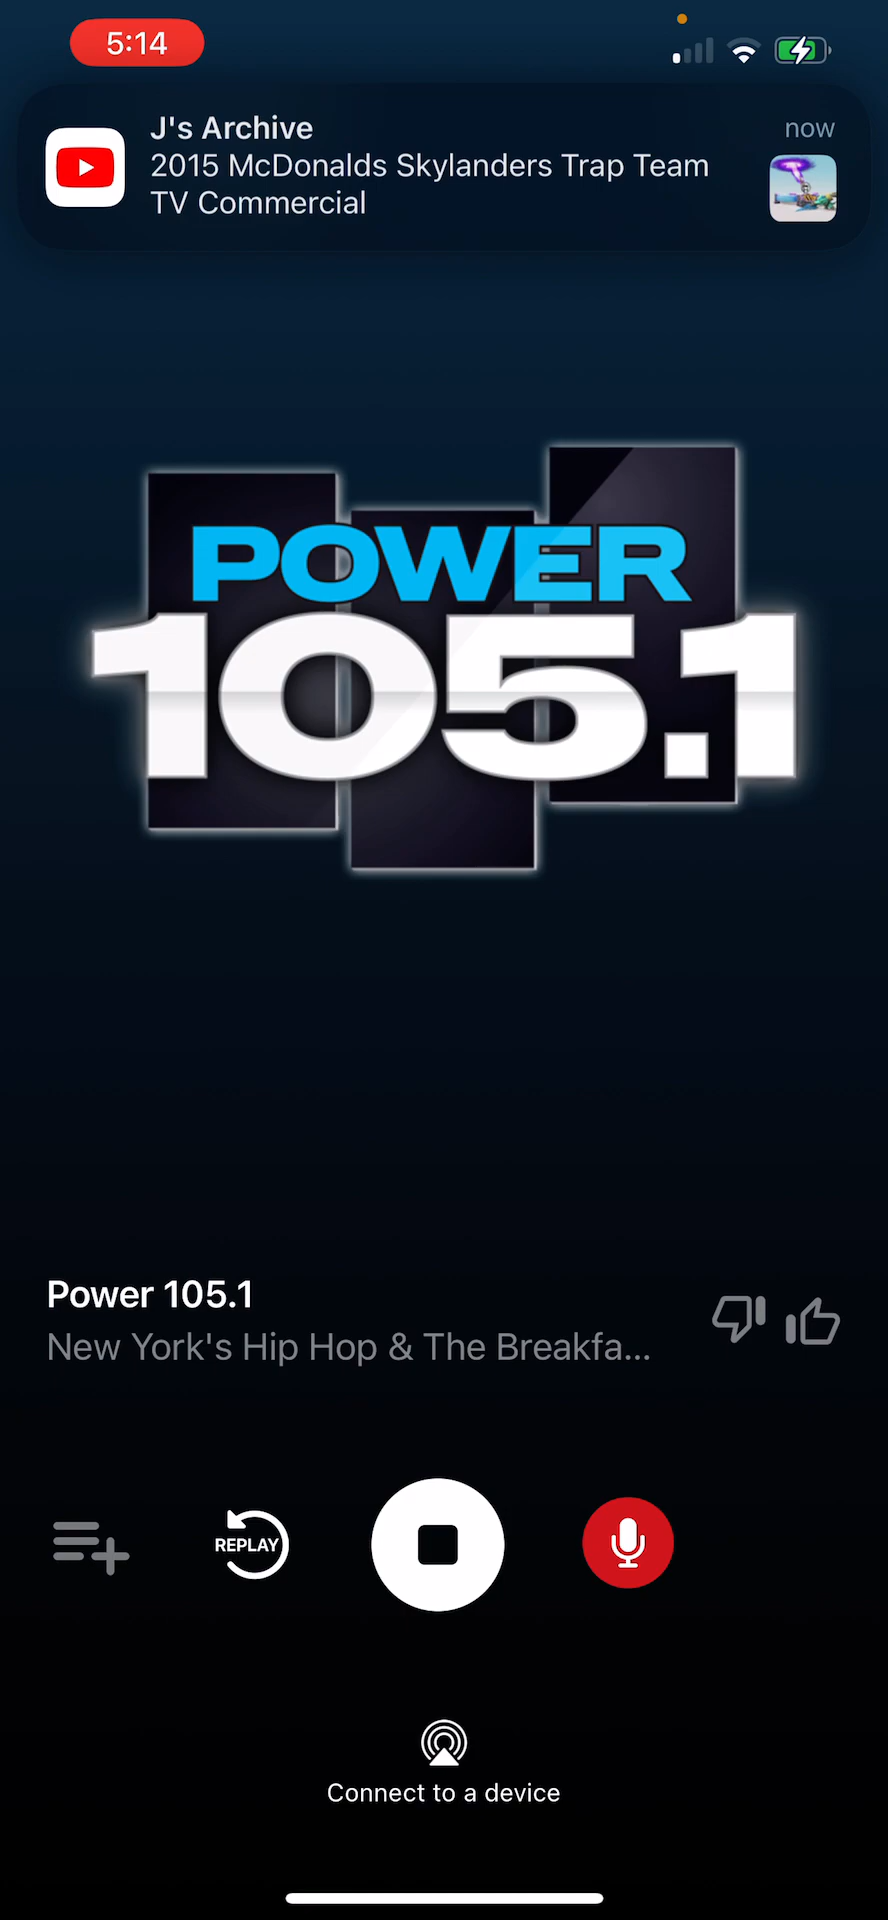 5:14
J's Archive
now
2015 McDonalds Skylanders Trap Team
TV Commercial
POWER
105.1
Power 105.1
New York's Hip Hop & The Breakfa...
REPLAY
Connect to a device